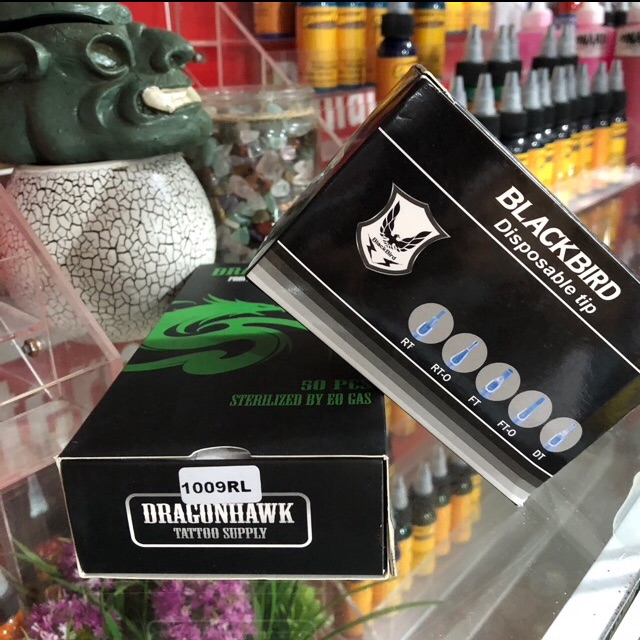 BLACKBIRD
Disposable tip
RT
RT-O
FT
FT-O
DT
50 PCS
STERILIZED BY EO GAS
1009RL
DRAGONHAWK
TATTOO SUPPLY